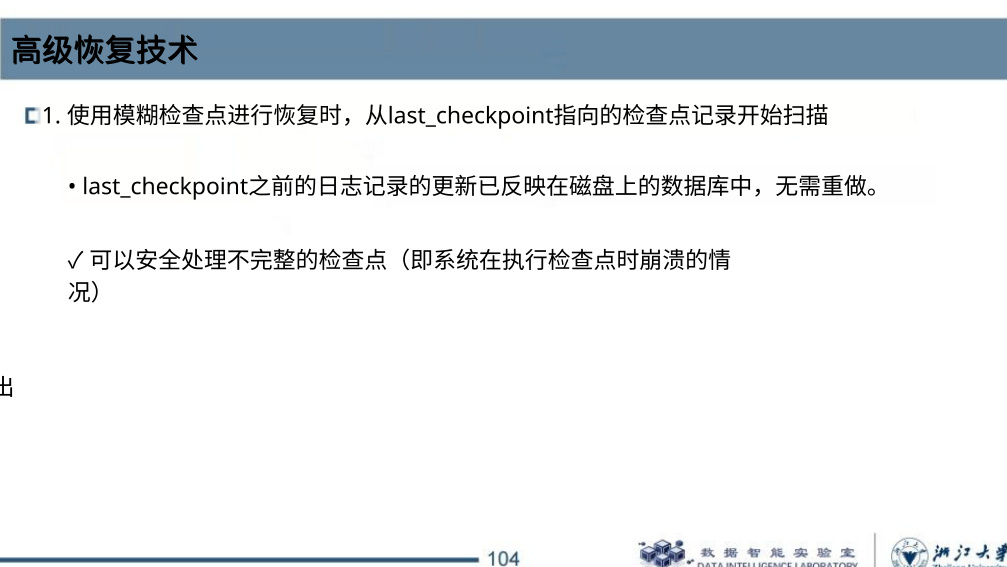 高级恢复技术
1. 使用模糊检查点进行恢复时，从last_checkpoint指向的检查点记录开始扫描
• last_checkpoint之前的日志记录的更新已反映在磁盘上的数据库中，无需重做。
✓ 可以安全处理不完整的检查点（即系统在执行检查点时崩溃的情
况）
出
104
数据智能实验室
DATA INTELLIGENCE LABORATORY
浙江大学